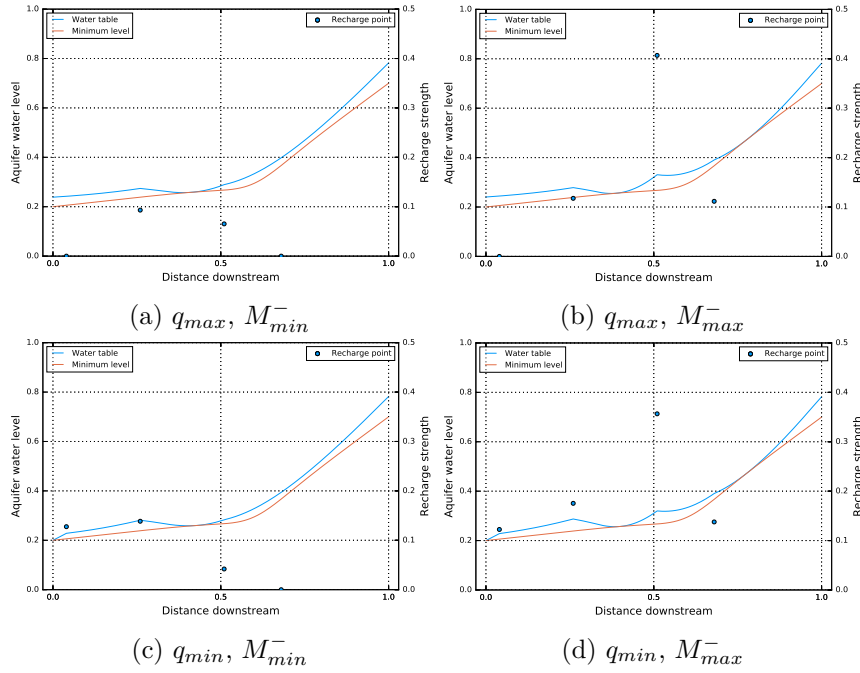 1.0
0.8
0.6
0.4
0.2
0.0
Aquifer water level
Water table
Minimum level
Recharge point
0.5
0.4
0.3
0.2
0.1
0.0
Recharge strength
0.0 0.5 1.0
Distance downstream
(a) q_max, M⁻_min
1.0
0.8
0.6
0.4
0.2
0.0
Aquifer water level
Water table
Minimum level
Recharge point
0.5
0.4
0.3
0.2
0.1
0.0
Recharge strength
0.0 0.5 1.0
Distance downstream
(b) q_max, M⁻_max
1.0
0.8
0.6
0.4
0.2
0.0
Aquifer water level
Water table
Minimum level
Recharge point
0.5
0.4
0.3
0.2
0.1
0.0
Recharge strength
0.0 0.5 1.0
Distance downstream
(c) q_min, M⁻_min
1.0
0.8
0.6
0.4
0.2
0.0
Aquifer water level
Water table
Minimum level
Recharge point
0.5
0.4
0.3
0.2
0.1
0.0
Recharge strength
0.0 0.5 1.0
Distance downstream
(d) q_min, M⁻_max